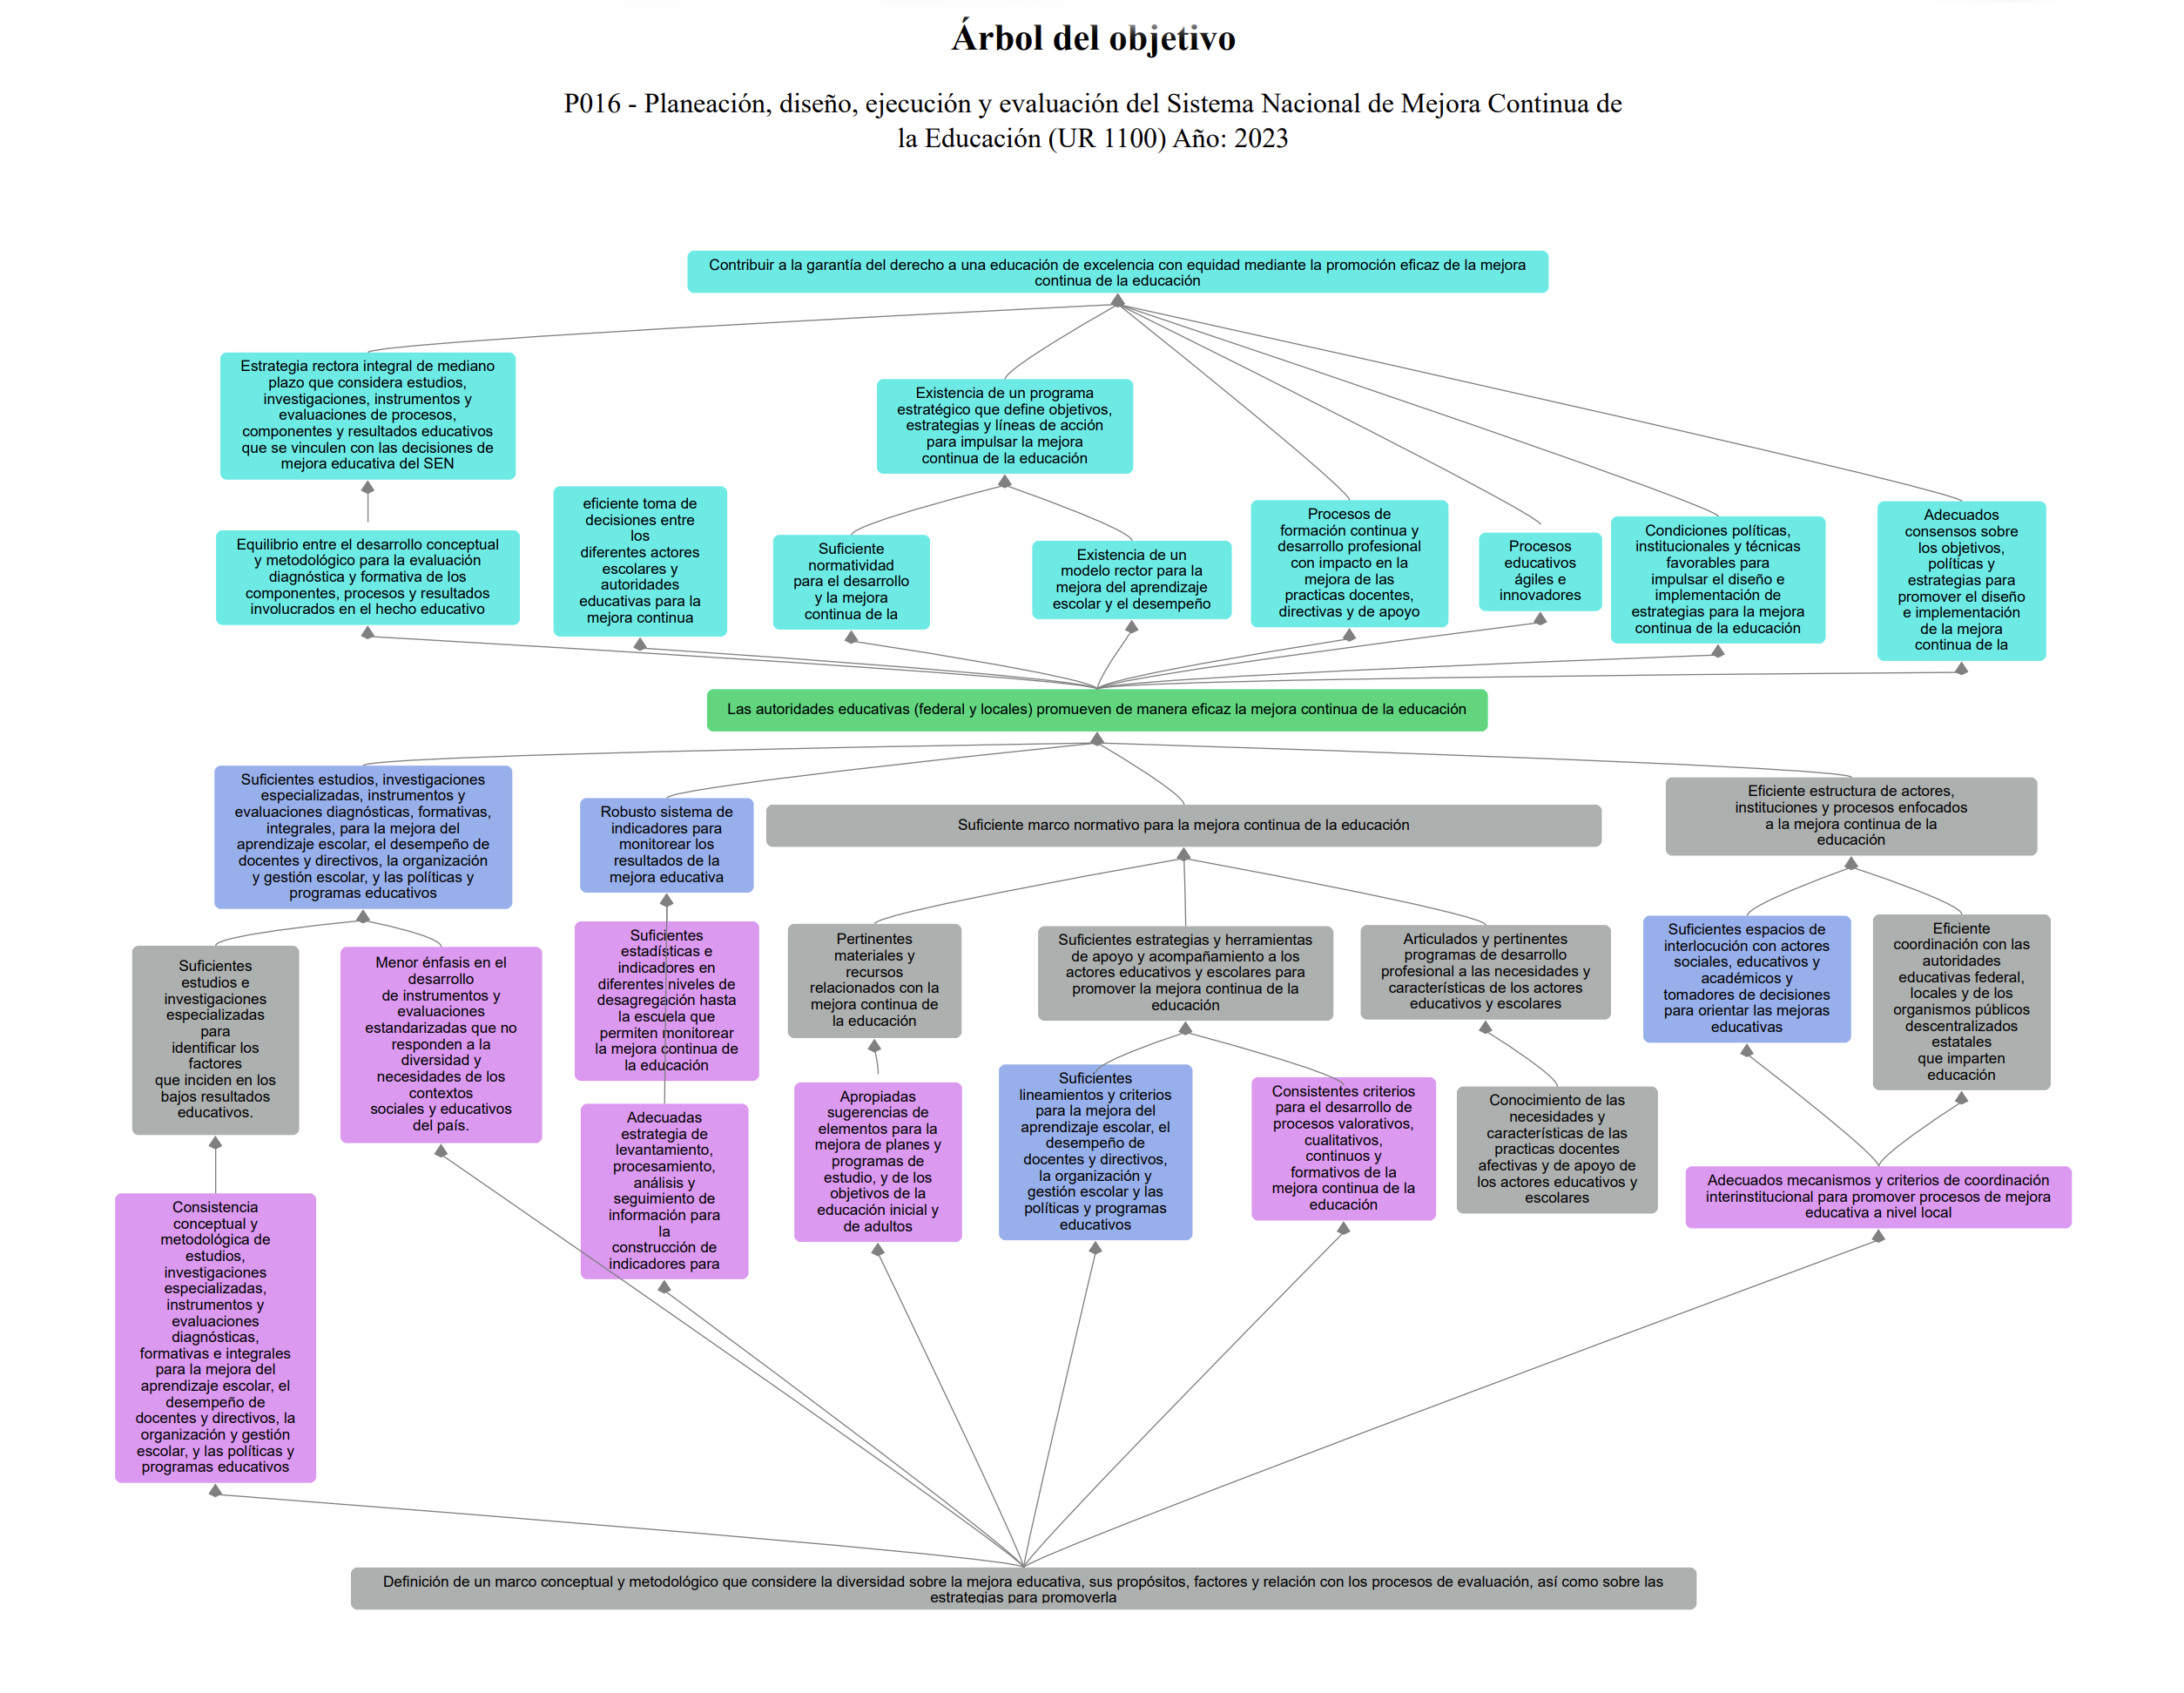 Árbol del objetivo
P016 - Planeación, diseño, ejecución y evaluación del Sistema Nacional de Mejora Continua de
la Educación (UR 1100) Año: 2023
Contribuir a la garantía del derecho a una educación de excelencia con equidad mediante la promoción eficaz de la mejora
continua de la educación
Estrategia rectora integral de mediano
plazo que considera estudios,
investigaciones, instrumentos y
evaluaciones de procesos,
componentes y resultados educativos
que se vinculen con las decisiones de
mejora educativa del SEN
Existencia de un programa
estratégico que define objetivos,
estrategias y líneas de acción
para impulsar la mejora
continua de la educación
Equilibrio entre el desarrollo conceptual
y metodológico para la evaluación
diagnóstica y formativa de los
componentes, procesos y resultados
involucrados en el hecho educativo
eficiente toma de
decisiones entre
los
diferentes actores
escolares y
autoridades
educativas para la
mejora continua
Suficiente
normatividad
para el desarrollo
y la mejora
continua de la
Existencia de un
modelo rector para la
mejora del aprendizaje
escolar y el desempeño
Procesos de
formación continua y
desarrollo profesional
con impacto en la
mejora de las
practicas docentes,
directivas y de apoyo
Procesos
educativos
ágiles e
innovadores
Condiciones políticas,
institucionales y técnicas
favorables para
impulsar el diseño e
implementación de
estrategias para la mejora
continua de la educación
Adecuados
consensos sobre
los objetivos,
políticas y
estrategias para
promover el diseño
e implementación
de la mejora
continua de la
Las autoridades educativas (federal y locales) promueven de manera eficaz la mejora continua de la educación
Suficientes estudios, investigaciones
especializadas, instrumentos y
evaluaciones diagnósticas, formativas,
integrales, para la mejora del
aprendizaje escolar, el desempeño de
docentes y directivos, la organización
y gestión escolar, y las políticas y
programas educativos
Robusto sistema de
indicadores para
monitorear los
resultados de la
mejora educativa
Suficiente marco normativo para la mejora continua de la educación
Eficiente estructura de actores,
instituciones y procesos enfocados
a la mejora continua de la
educación
Suficientes
estudios e
investigaciones
especializadas
para
identificar los
factores
que inciden en los
bajos resultados
educativos.
Menor énfasis en el
desarrollo
de instrumentos y
evaluaciones
estandarizadas que no
responden a la
diversidad y
necesidades de los
contextos
sociales y educativos
del país.
Suficientes
estadísticas e
indicadores en
diferentes niveles de
desagregación hasta
la escuela que
permiten monitorear
la mejora continua de
la educación
Pertinentes
materiales y
recursos
relacionados con la
mejora continua de
la educación
Suficientes estrategias y herramientas
de apoyo y acompañamiento a los
actores educativos y escolares para
promover la mejora continua de la
educación
Articulados y pertinentes
programas de desarrollo
profesional a las necesidades y
características de los actores
educativos y escolares
Suficientes espacios de
interlocución con actores
sociales, educativos y
académicos y
tomadores de decisiones
para orientar las mejoras
educativas
Eficiente
coordinación con las
autoridades
educativas federal,
locales y de los
organismos públicos
descentralizados
estatales
que imparten
educación
Consistencia
conceptual y
metodológica de
estudios,
investigaciones
especializadas,
instrumentos y
evaluaciones
diagnósticas,
formativas e integrales
para la mejora del
aprendizaje escolar, el
desempeño de
docentes y directivos, la
organización y gestión
escolar, y las políticas y
programas educativos
Adecuadas
estrategia de
levantamiento,
procesamiento,
análisis y
seguimiento de
información para
la
construcción de
indicadores para
Apropiadas
sugerencias de
elementos para la
mejora de planes y
programas de
estudio, y de los
objetivos de la
educación inicial y
de adultos
Suficientes
lineamientos y criterios
para la mejora del
aprendizaje escolar, el
desempeño de
docentes y directivos,
la organización y
gestión escolar y las
políticas y programas
educativos
Consistentes criterios
para el desarrollo de
procesos valorativos,
cualitativos,
continuos y
formativos de la
mejora continua de la
educación
Conocimiento de las
necesidades y
características de las
practicas docentes
afectivas y de apoyo de
los actores educativos y
escolares
Adecuados mecanismos y criterios de coordinación
interinstitucional para promover procesos de mejora
educativa a nivel local
Definición de un marco conceptual y metodológico que considere la diversidad sobre la mejora educativa, sus propósitos, factores y relación con los procesos de evaluación, así como sobre las
estrategias para promoverla